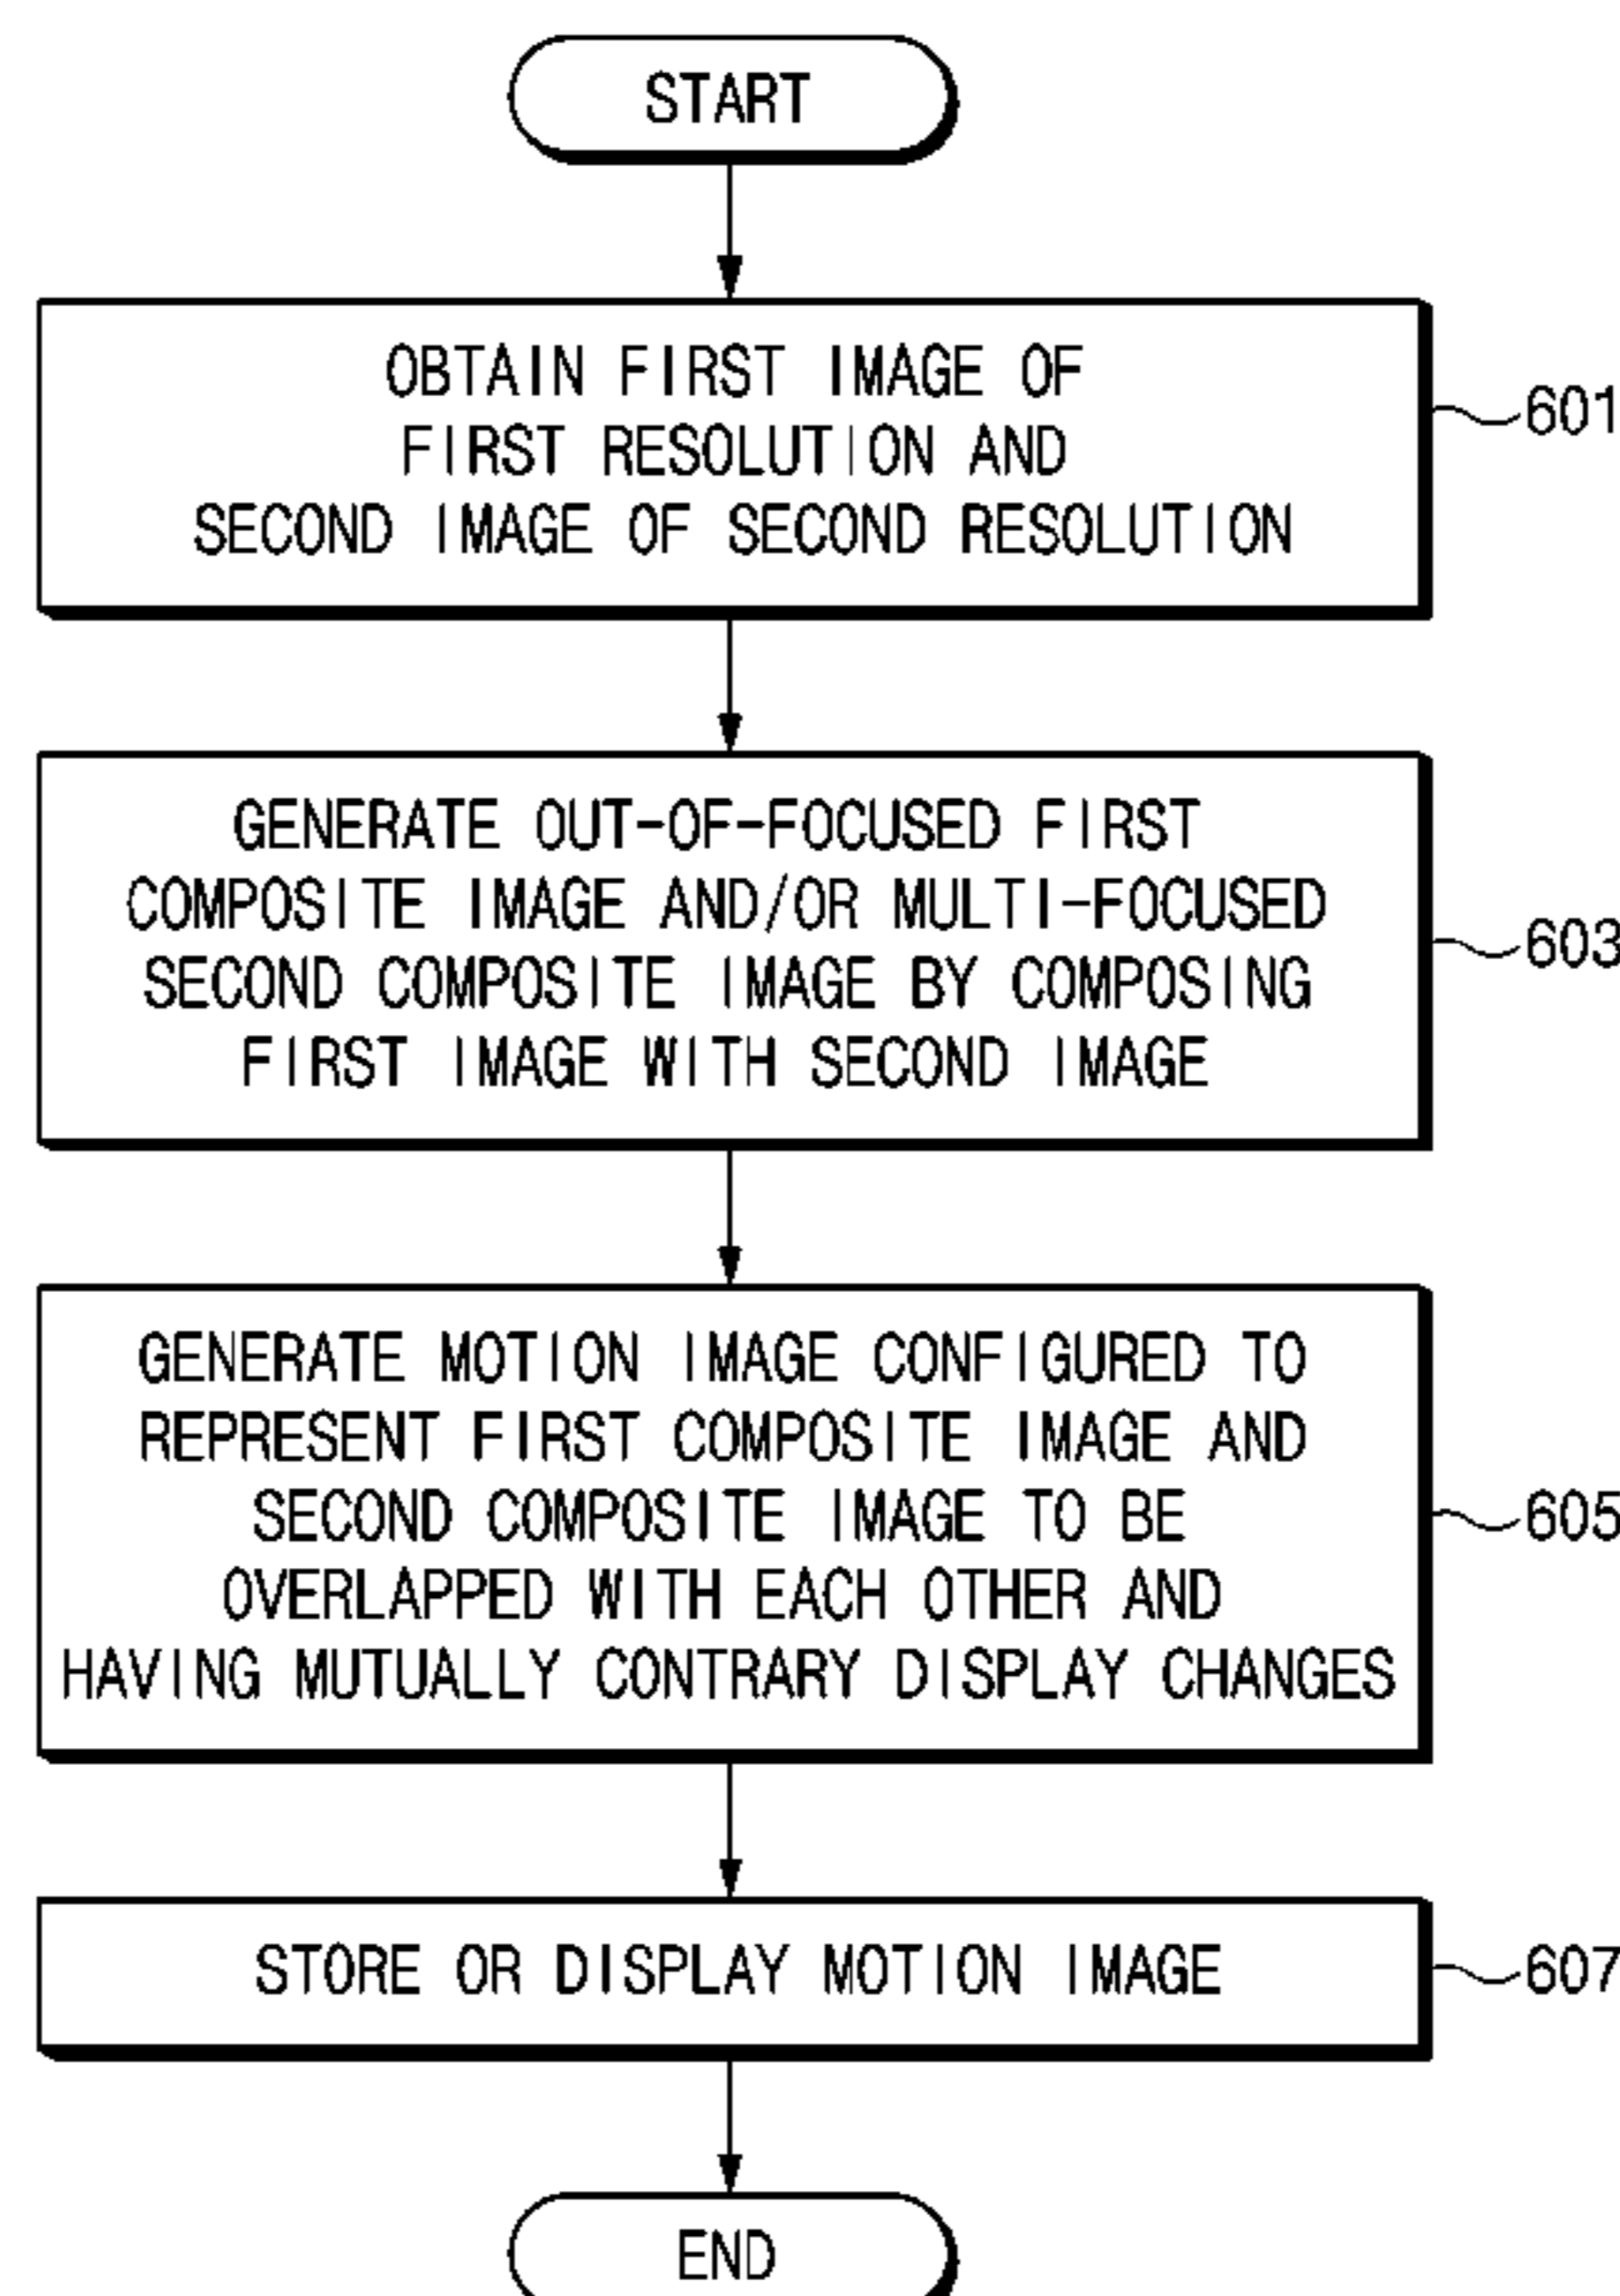 START
OBTAIN FIRST IMAGE OF
FIRST RESOLUTION AND
SECOND IMAGE OF SECOND RESOLUTION
601
GENERATE OUT-OF-FOCUSED FIRST
COMPOSITE IMAGE AND/OR MULTI-FOCUSED
SECOND COMPOSITE IMAGE BY COMPOSING
FIRST IMAGE WITH SECOND IMAGE
603
GENERATE MOTION IMAGE CONFIGURED TO
REPRESENT FIRST COMPOSITE IMAGE AND
SECOND COMPOSITE IMAGE TO BE
OVERLAPPED WITH EACH OTHER AND
HAVING MUTUALLY CONTRARY DISPLAY CHANGES
605
STORE OR DISPLAY MOTION IMAGE
607
END